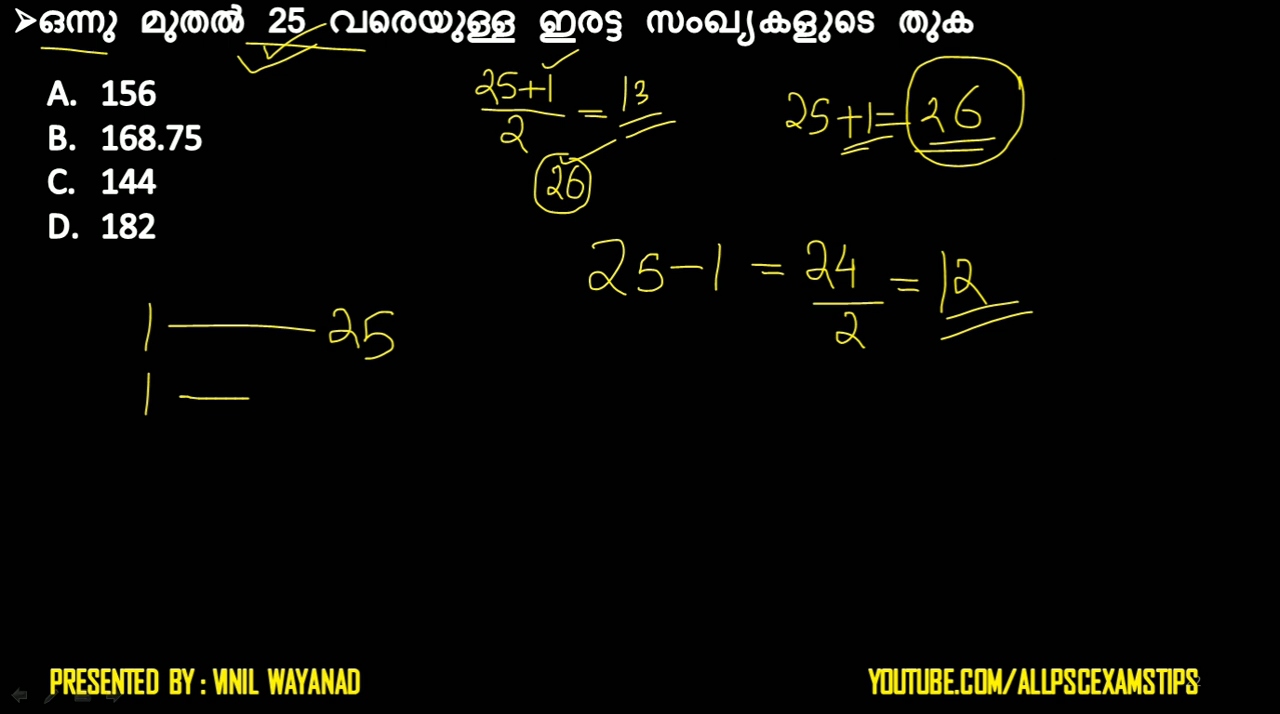 ➢ഒന്നു മുതൽ 25 വരെയുള്ള ഇരട്ട സംഖ്യകളുടെ തുക
A. 156
B. 168.75
C. 144
D. 182
25+1
2
= 13
26
25+1=26
25-1 = 24
2
= 12
1 — 25
1 —
PRESENTED BY : VINIL WAYANAD
YOUTUBE.COM/ALLPSCEXAMSTIPS